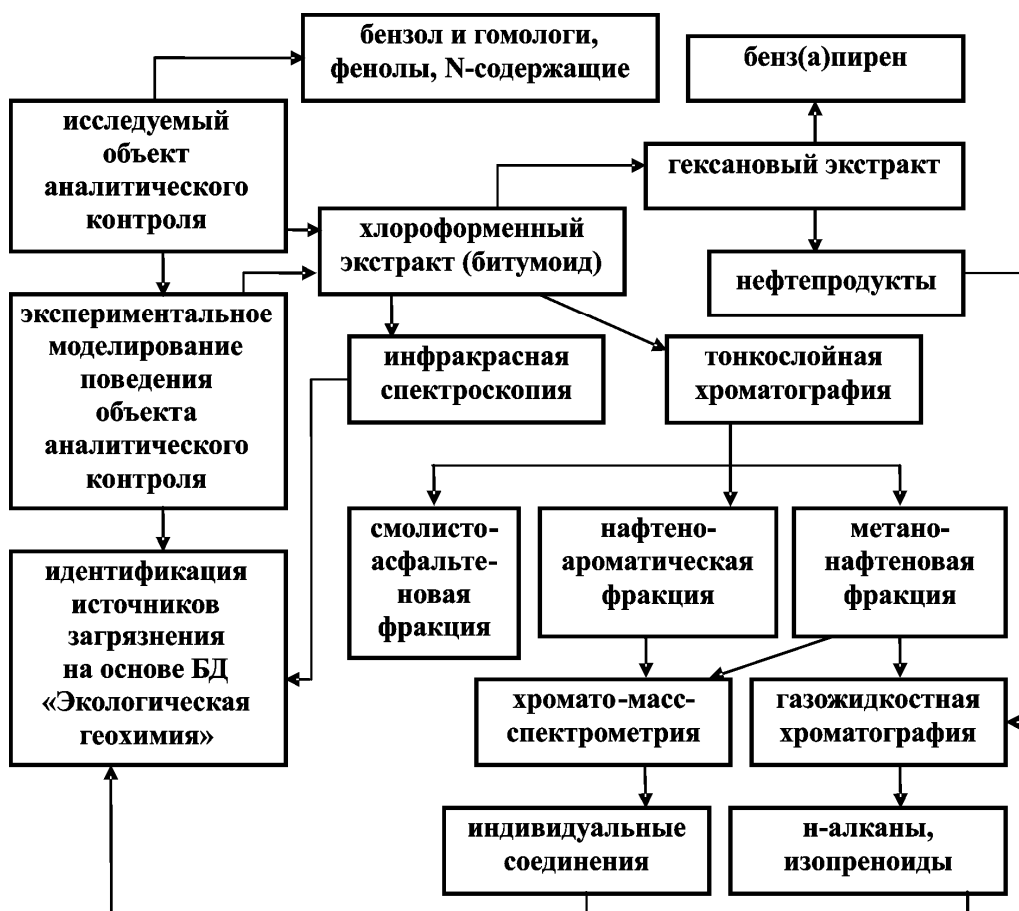 бензол и гомологи,
фенолы, N-содержащие
бенз(а)пирен
исследуемый
объект
аналитического
контроля
гексановый экстракт
хлороформенный
экстракт (битумоид)
нефтепродукты
экспериментальное
моделирование
поведения
объекта
аналитического
контроля
инфракрасная
спектроскопия
тонкослойная
хроматография
смолисто-
асфальте-
новая
фракция
нафтено-
ароматическая
фракция
метано-
нафтеновая
фракция
идентификация
источников
загрязнения
на основе БД
«Экологическая
геохимия»
хромато-масс-
спектрометрия
газожидкостная
хроматография
индивидуальные
соединения
н-алканы,
изопреноиды